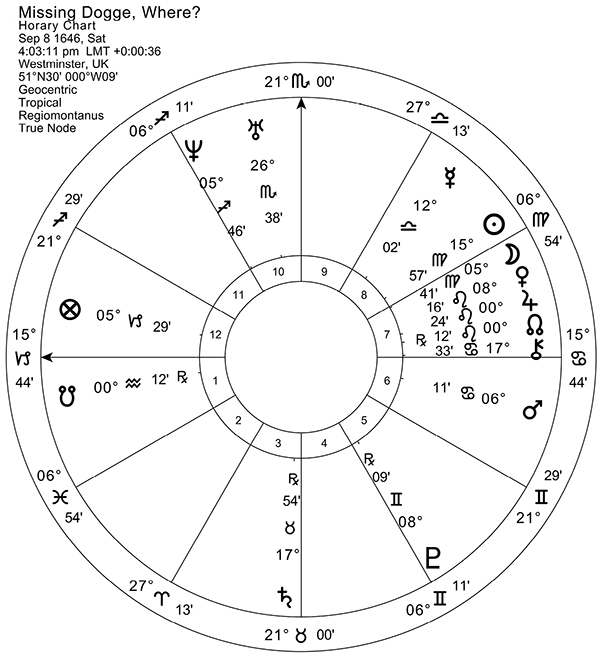 Missing Dogge, Where?
Horary Chart
Sep 8 1646, Sat
4:03:11 pm LMT +0:00:36
Westminster, UK
51°N30' 000°W09'
Geocentric
Tropical
Regiomontanus
True Node
21° ♏ 00'
27° ♎ 13'
06° ♍ 54'
15° ♋ 44'
29' ♊ 21°
11' ♊ 06°
21° ♉ 00'
27° ♈ 13'
06° ♓ 54'
15° ♑ 44'
29' ♐ 21°
06° ♐ 11'
♆ 05° ♐ 46'
♅ 26° ♏ 38'
☿ 12° ♎ 02'
☉ 15° ♍ 57'
☽ 05° ♍ 41'
♀ 08° ♌ 16'
♃ 00° ♌ 24'
☊ 00° ♌ 12' ℞
⚷ 17° ♋ 33'
♂ 06° ♋ 11'
♇ 08° ♊ 09' ℞
♄ 17° ♉ 54' ℞
☋ 00° ♒ 12' ℞
⊗ 05° ♑ 29'
1
2
3
4
5
6
7
8
9
10
11
12